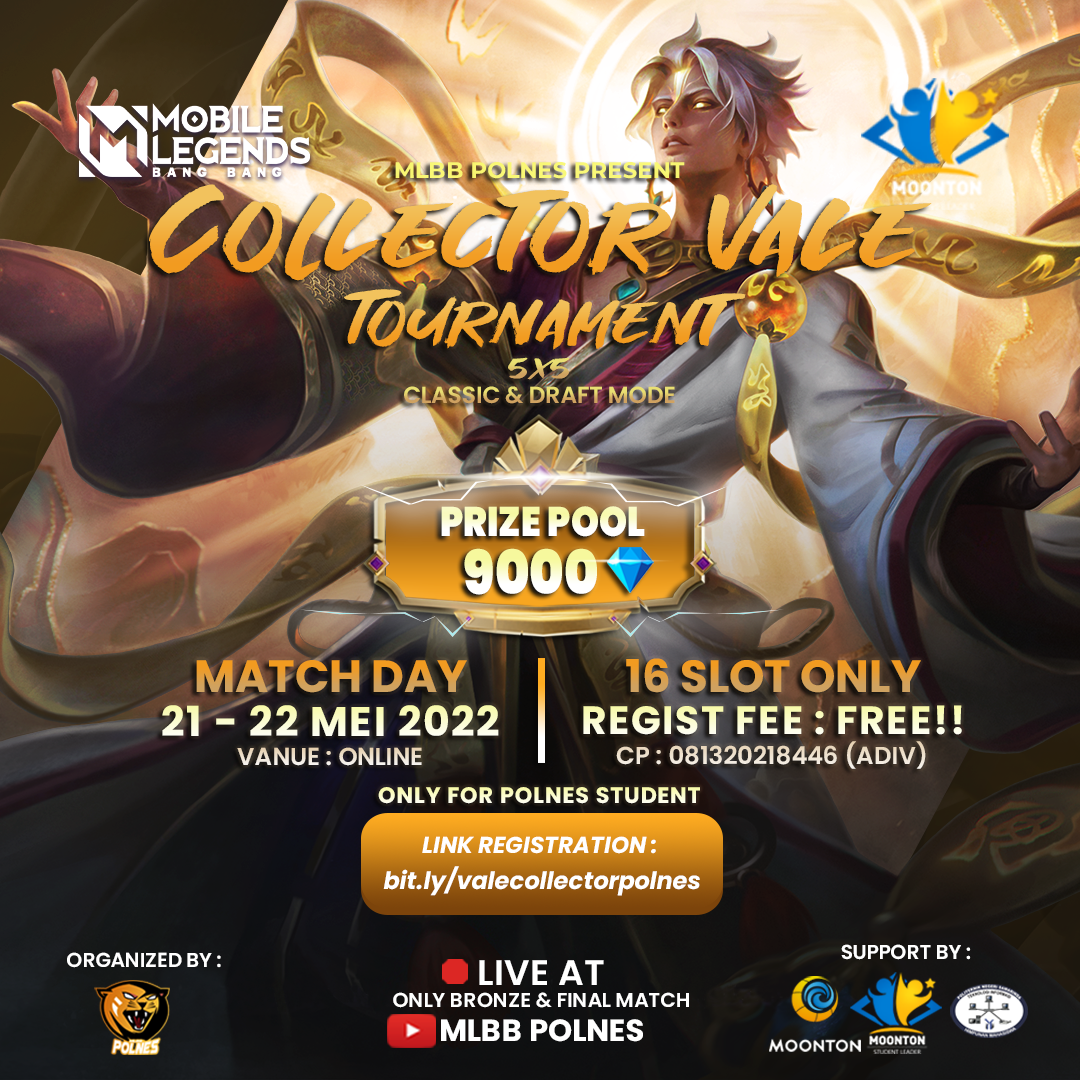 MOBILE
LEGENDS
BANG BANG
MOONTON
MLBB POLNES PRESENT
COLLECTOR VALE
TOURNAMENT
5X5
CLASSIC & DRAFT MODE
PRIZE POOL
9000
MATCH DAY
21 - 22 MEI 2022
VANUE : ONLINE
16 SLOT ONLY
REGIST FEE : FREE!!
CP : 081320218446 (ADIV)
ONLY FOR POLNES STUDENT
LINK REGISTRATION :
bit.ly/valecollectorpolnes
ORGANIZED BY :
POLNES
LIVE AT
ONLY BRONZE & FINAL MATCH
MLBB POLNES
SUPPORT BY :
MOONTON
MOONTON
STUDENT LEADER